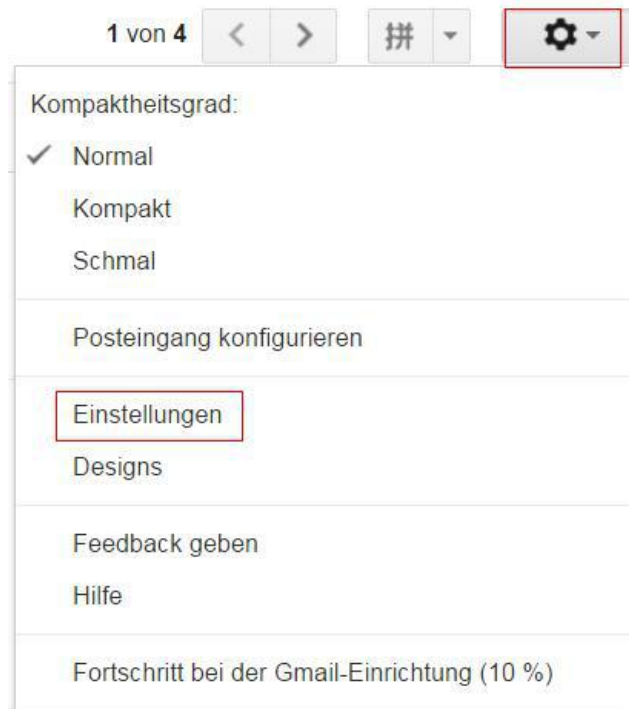 1 von 4 拼
Kompaktheitsgrad:
Normal
Kompakt
Schmal
Posteingang konfigurieren
Einstellungen
Designs
Feedback geben
Hilfe
Fortschritt bei der Gmail-Einrichtung (10 %)